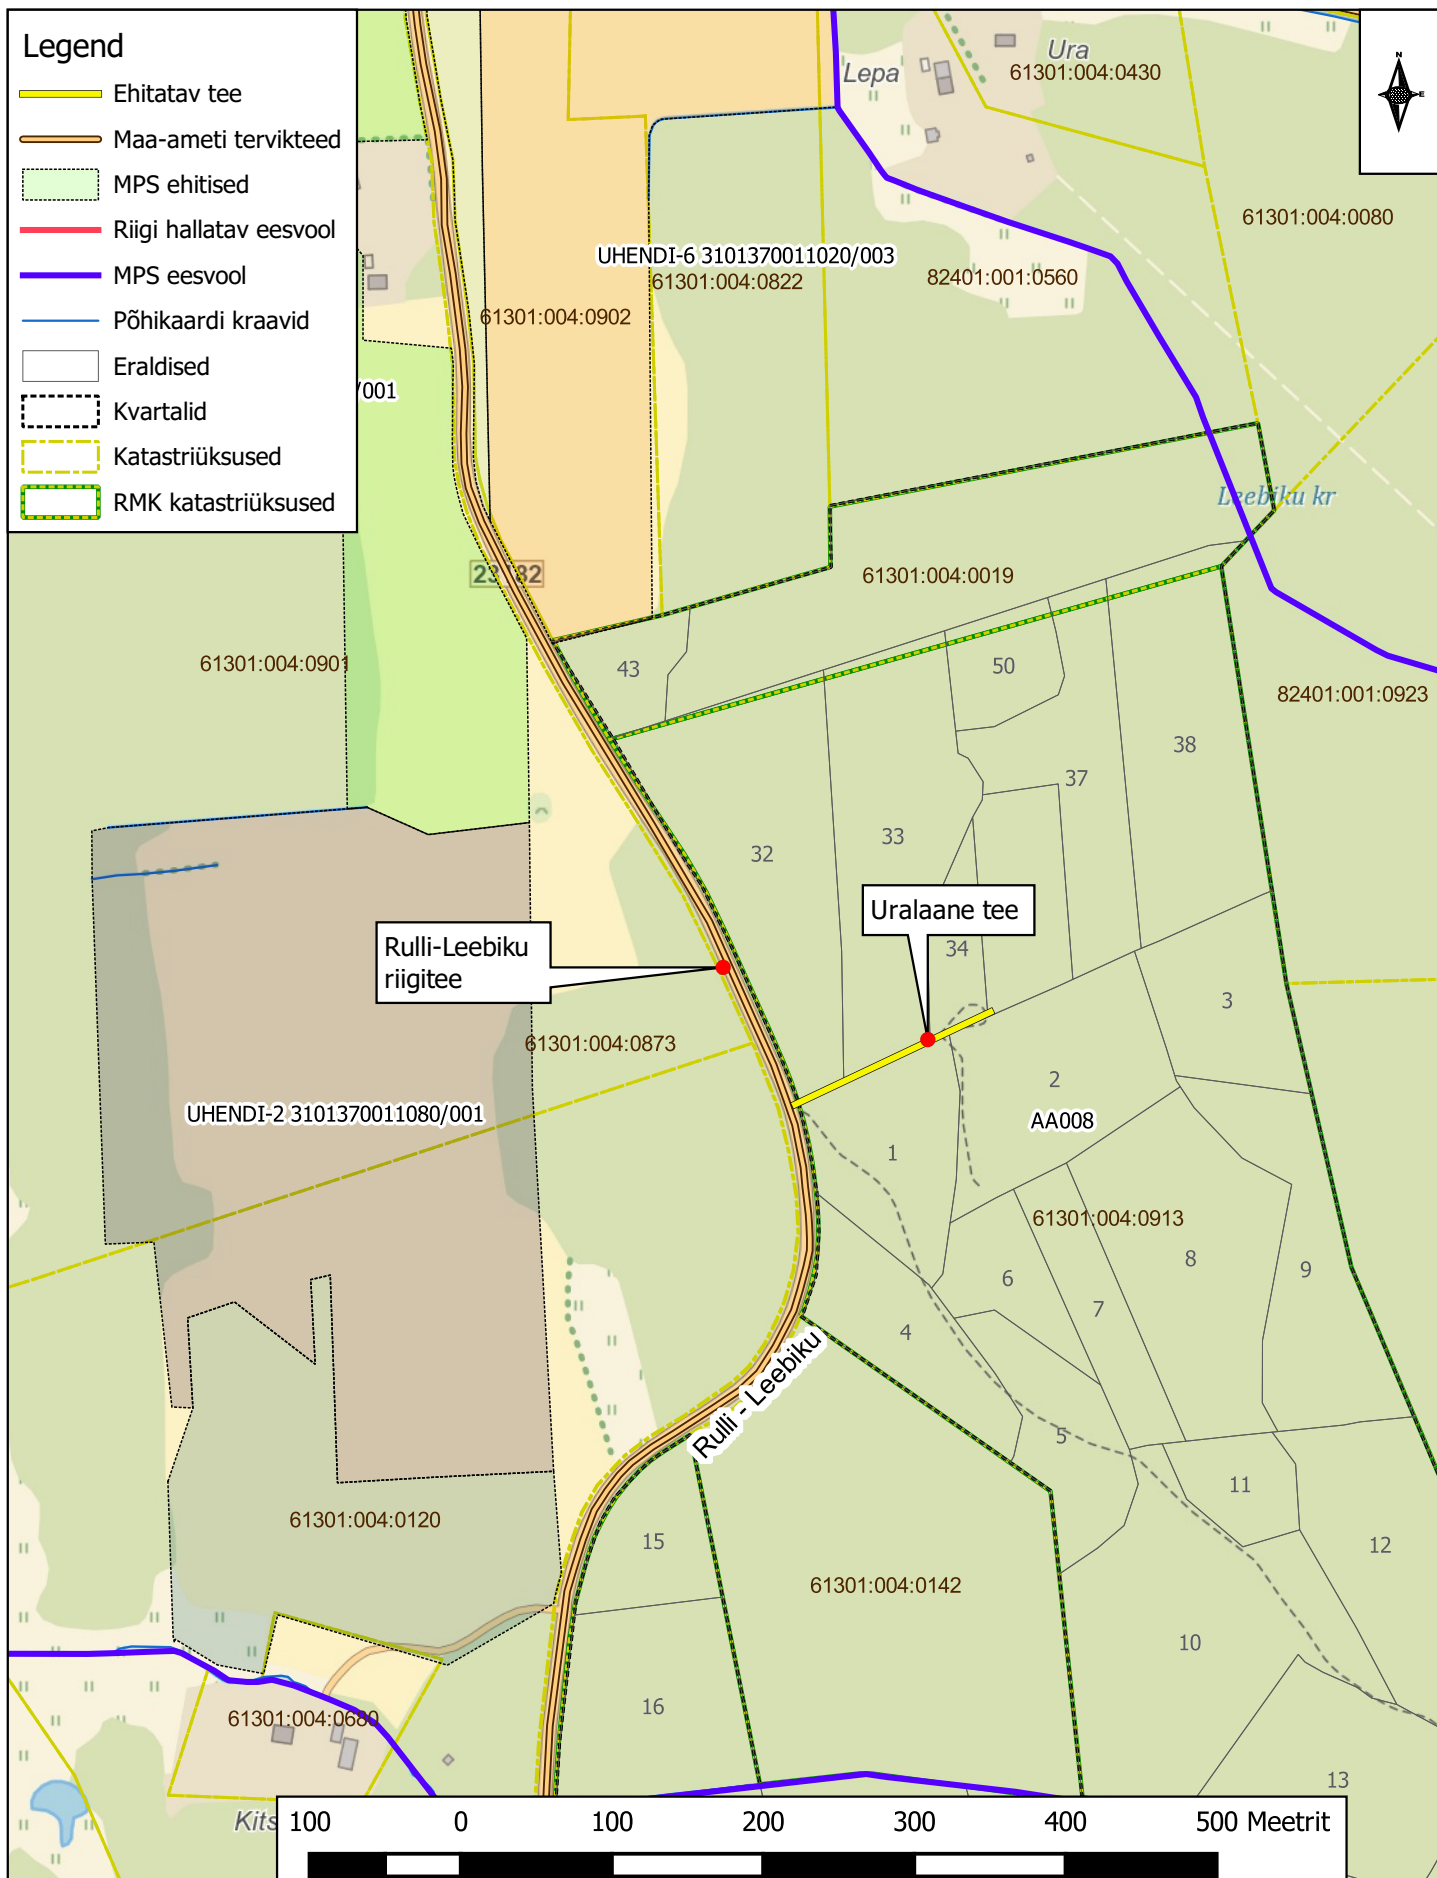 Legend
Ehitatav tee
Maa-ameti tervikteed
MPS ehitised
Riigi hallatav eesvool
MPS eesvool
Põhikaardi kraavid
Eraldised
Kvartalid
Katastriüksused
RMK katastriüksused
N
E
Ura
Lepa
61301:004:0430
61301:004:0080
UHENDI-6 3101370011020/003
61301:004:0822
82401:001:0560
61301:004:0902
/001
Leebiku kr
61301:004:0019
61301:004:0901
43
50
82401:001:0923
38
37
33
32
Uralaane tee
Rulli-Leebiku
riigitee
34
3
61301:004:0873
2
UHENDI-2 3101370011080/001
AA008
1
61301:004:0913
8
9
6
7
4
Rulli - Leebiku
5
11
61301:004:0120
15
12
61301:004:0142
10
16
61301:004:0680
13
Kits
100 0 100 200 300 400 500 Meetrit